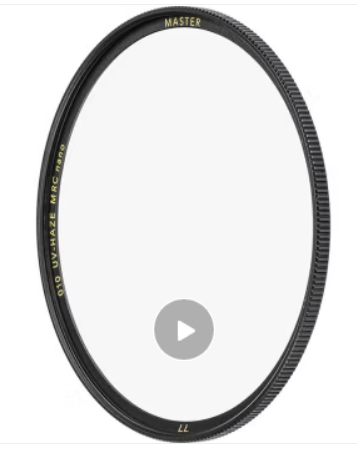 MASTER
010 UV-HAZE MRC nano
77